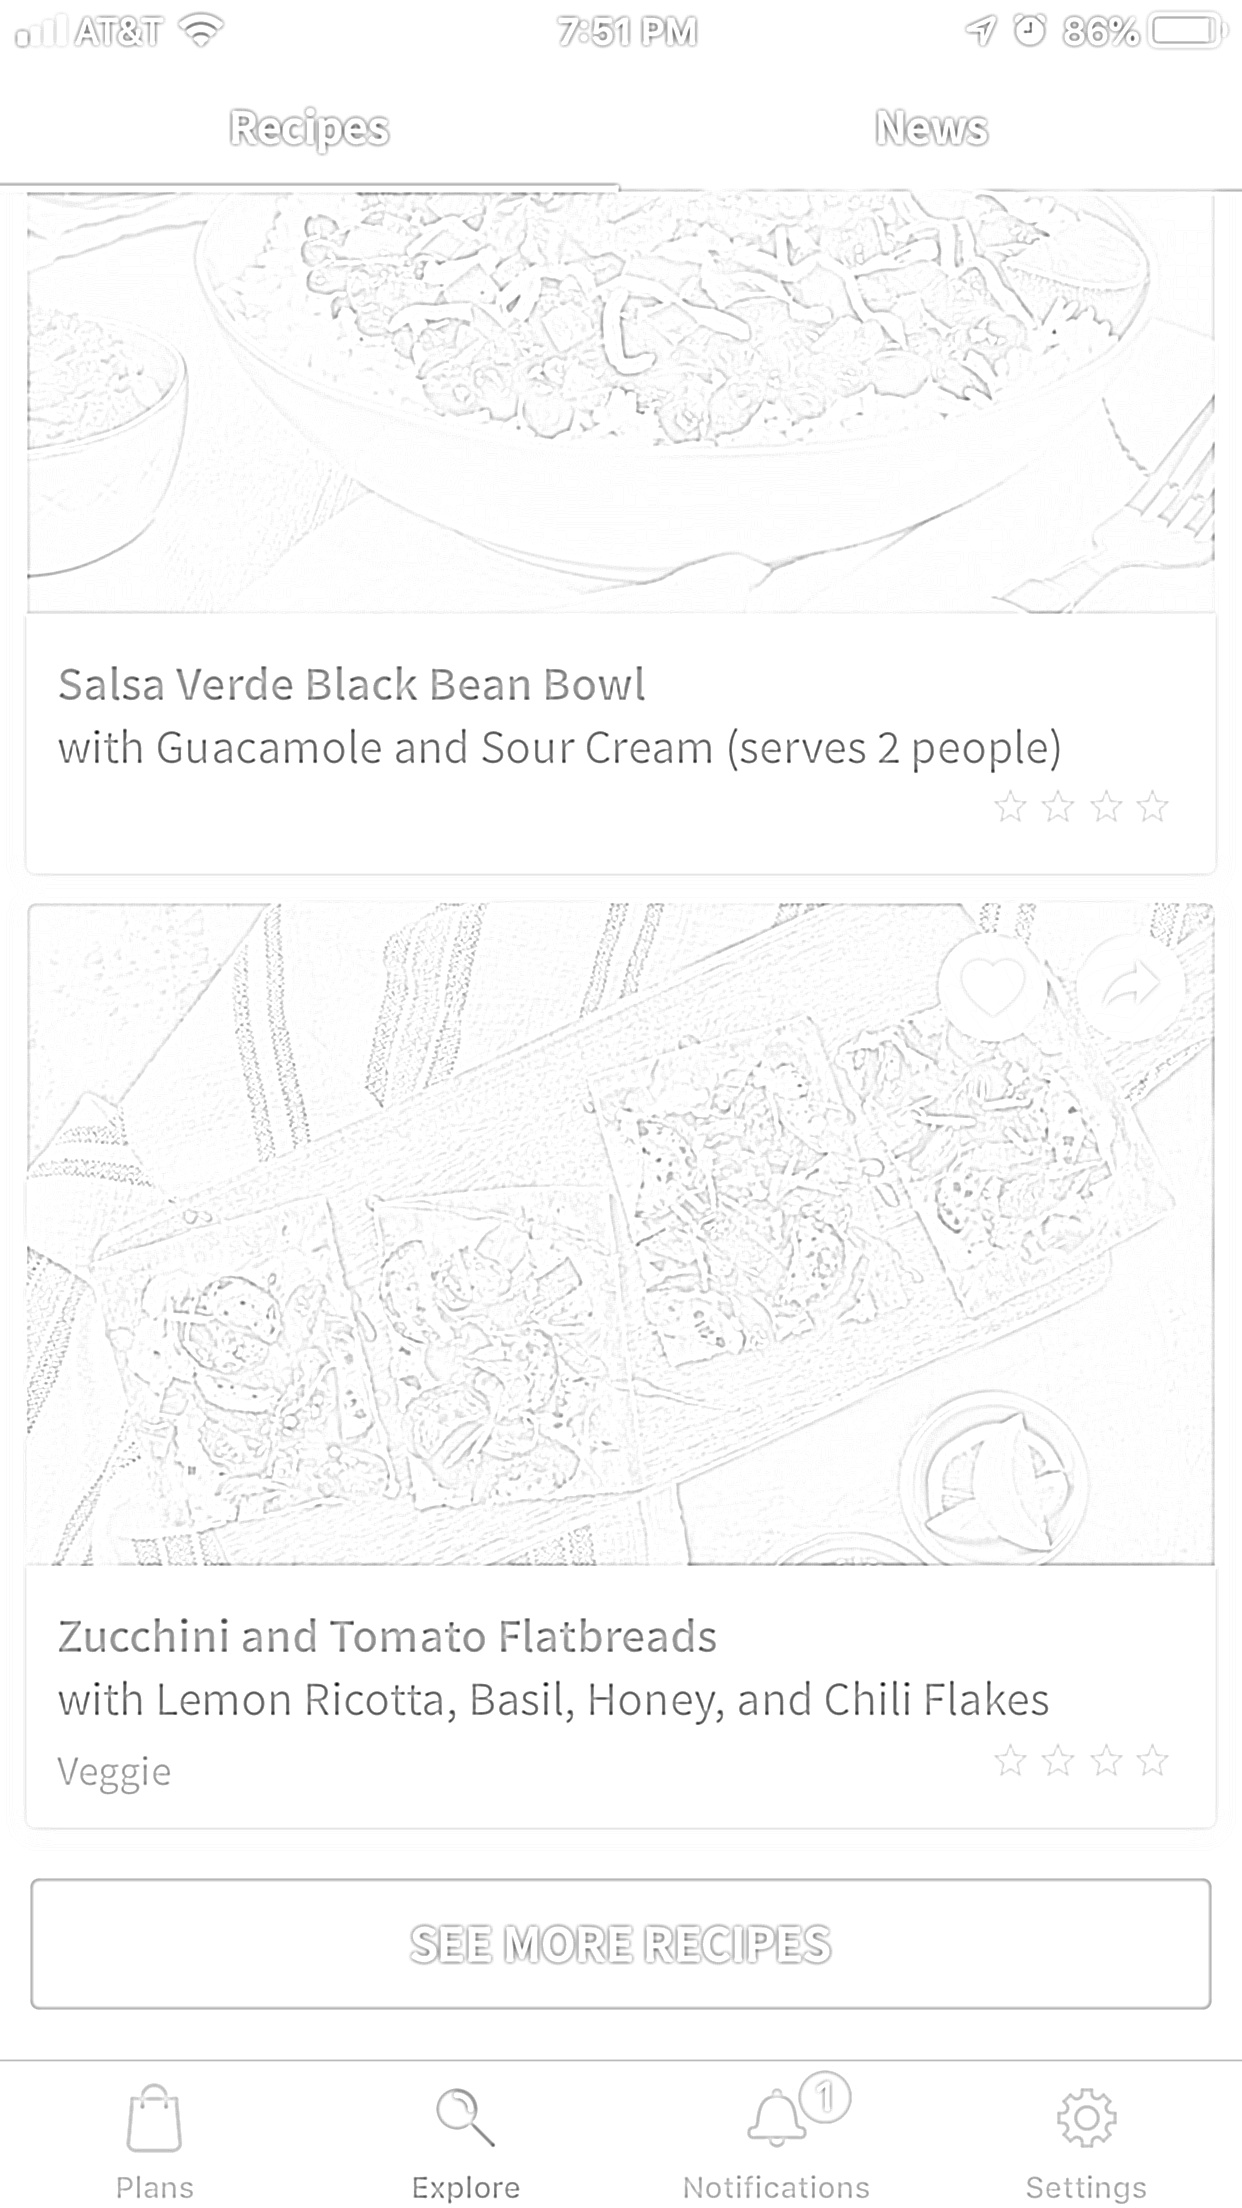 AT&T 7:51 PM 86%
Recipes News
Salsa Verde Black Bean Bowl
with Guacamole and Sour Cream (serves 2 people)
Zucchini and Tomato Flatbreads
with Lemon Ricotta, Basil, Honey, and Chili Flakes
Veggie
SEE MORE RECIPES
1
Plans Explore Notifications Settings